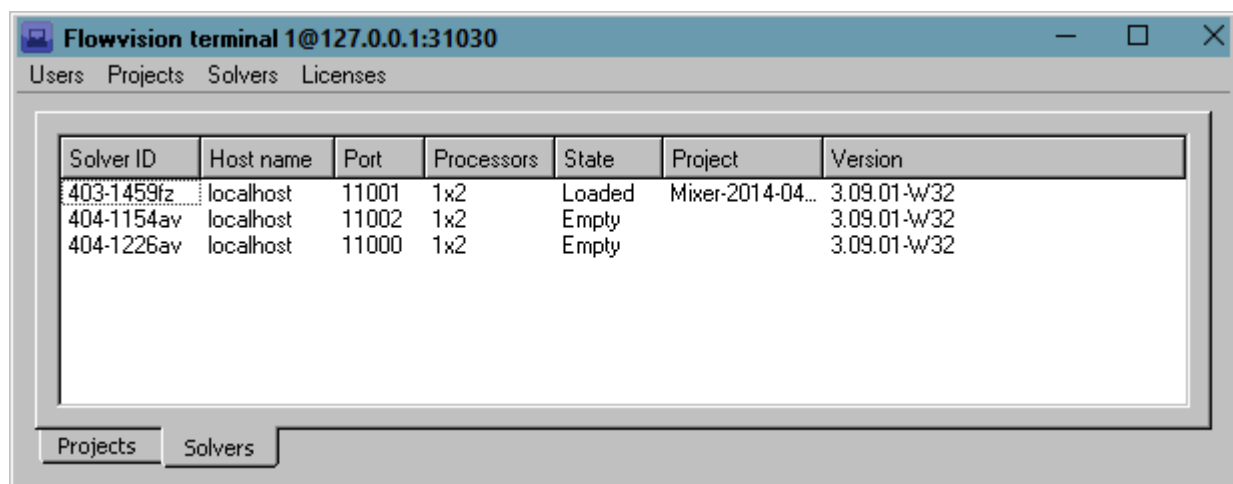 Flowvision terminal 1@127.0.0.1:31030
Users Projects Solvers Licenses
Solver ID Host name Port Processors State Project Version
403-1459fz localhost 11001 1x2 Loaded Mixer-2014-04... 3.09.01-W32
404-1154av localhost 11002 1x2 Empty 3.09.01-W32
404-1226av localhost 11000 1x2 Empty 3.09.01-W32
Projects Solvers